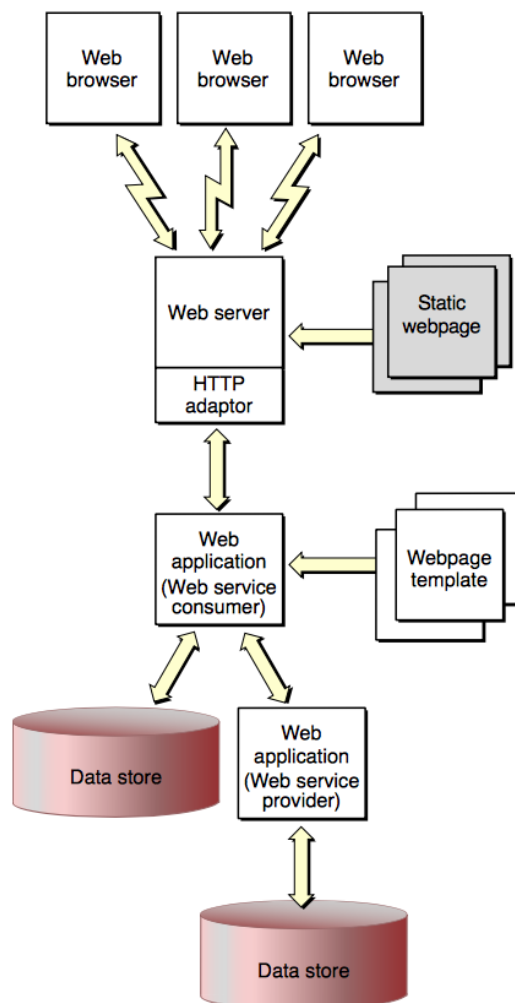 Web
browser
Web
browser
Web
browser
Web server
Static
webpage
HTTP
adaptor
Web
application
(Web service
consumer)
Webpage
template
Data store
Web
application
(Web service
provider)
Data store